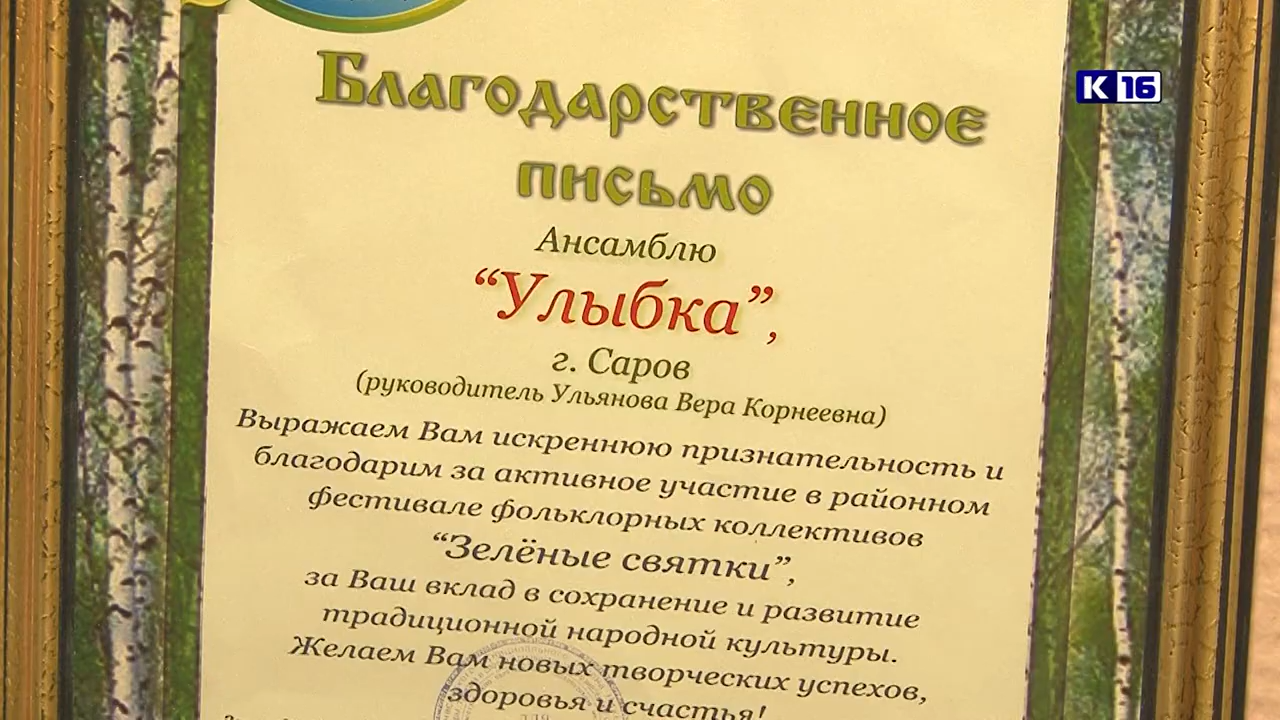 К 16
Благодарственное
письмо
Ансамблю
“Улыбка”,
г. Саров
(руководитель Ульянова Вера Корнеевна)
Выражаем Вам искреннюю признательность и
благодарим за активное участие в районном
фестивале фольклорных коллективов
“Зелёные святки”,
за Ваш вклад в сохранение и развитие
традиционной народной культуры.
Желаем Вам новых творческих успехов,
здоровья и счастья!